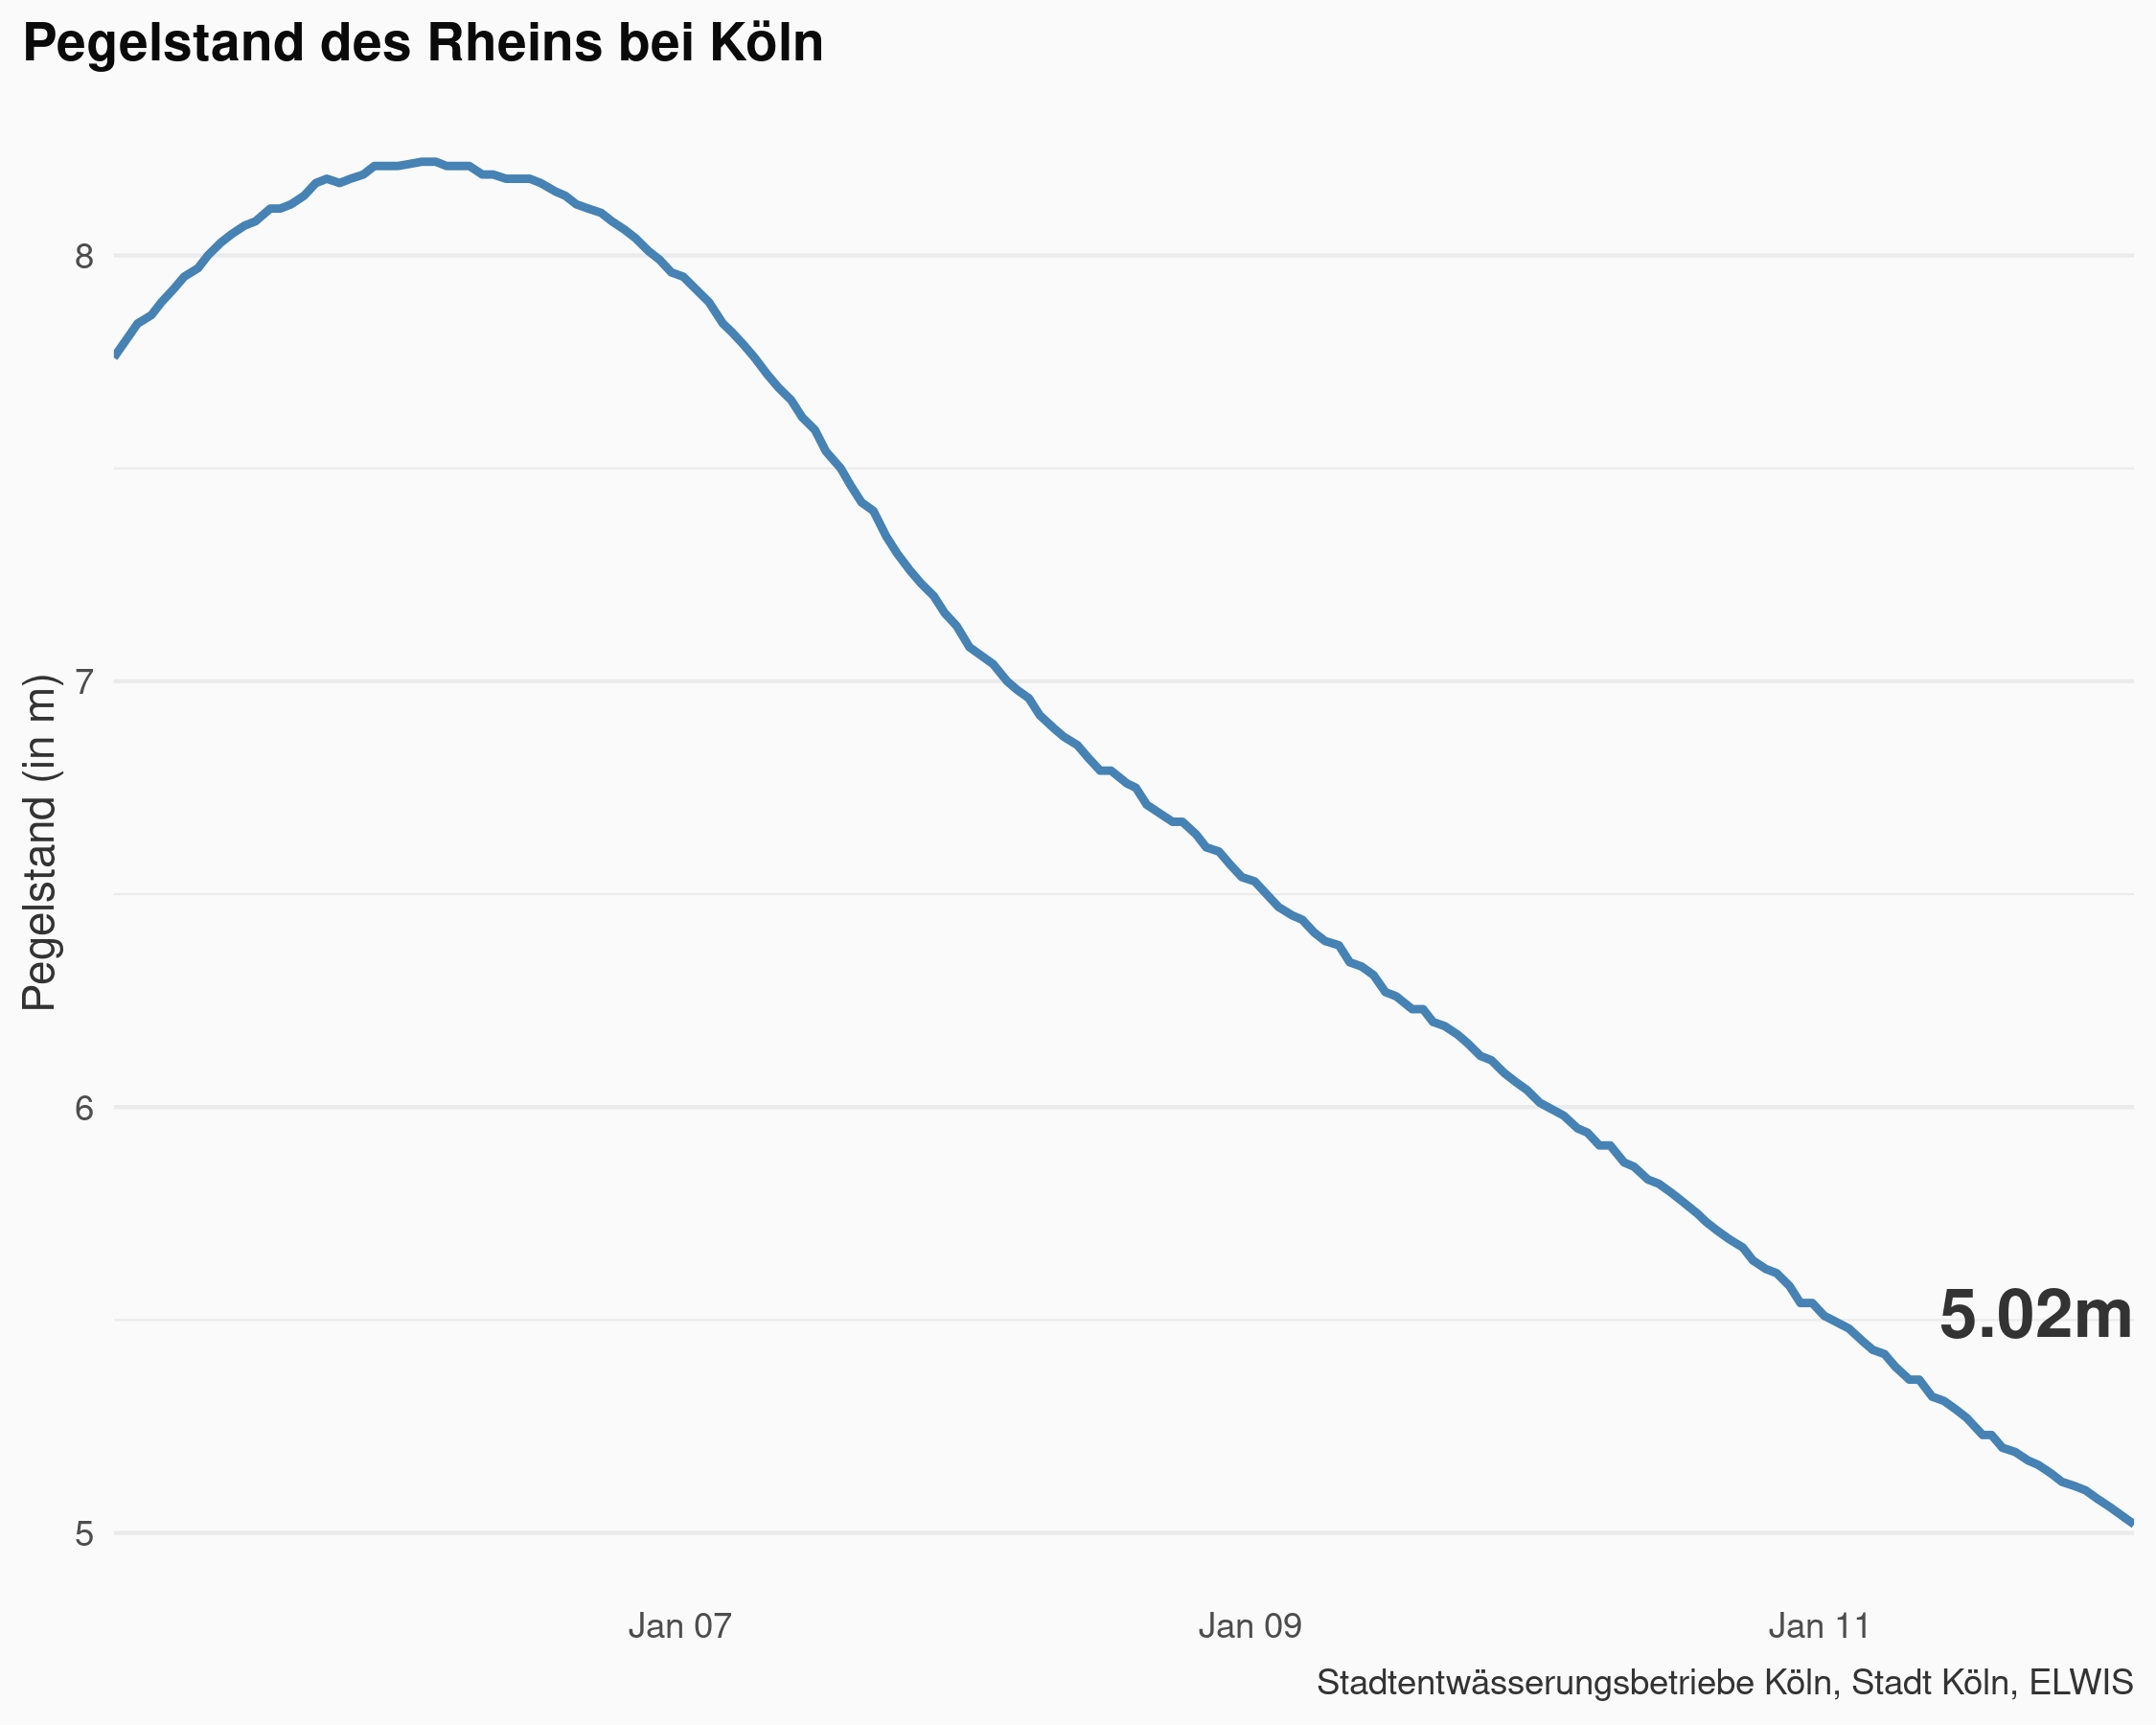 Pegelstand des Rheins bei Köln
Pegelstand (in m)
8
7
6
5
5.02m
Jan 07
Jan 09
Jan 11
Stadtentwässerungsbetriebe Köln, Stadt Köln, ELWIS